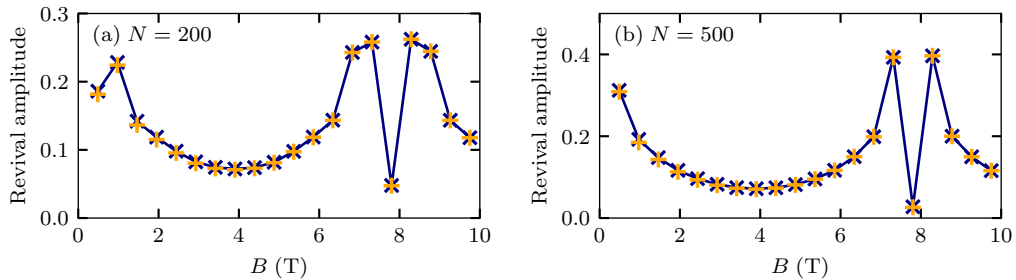 (a) N = 200
Revival amplitude
0.3
0.2
0.1
0.0
0 2 4 6 8 10
B (T)
(b) N = 500
Revival amplitude
0.4
0.2
0.0
0 2 4 6 8 10
B (T)